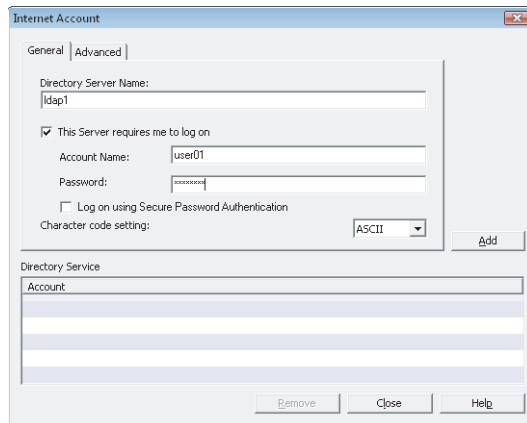 Internet Account
General Advanced
Directory Server Name:
ldap1
This Server requires me to log on
Account Name: user01
Password: ××××××××
Log on using Secure Password Authentication
Character code setting: ASCII
Add
Directory Service
Account
Remove Close Help